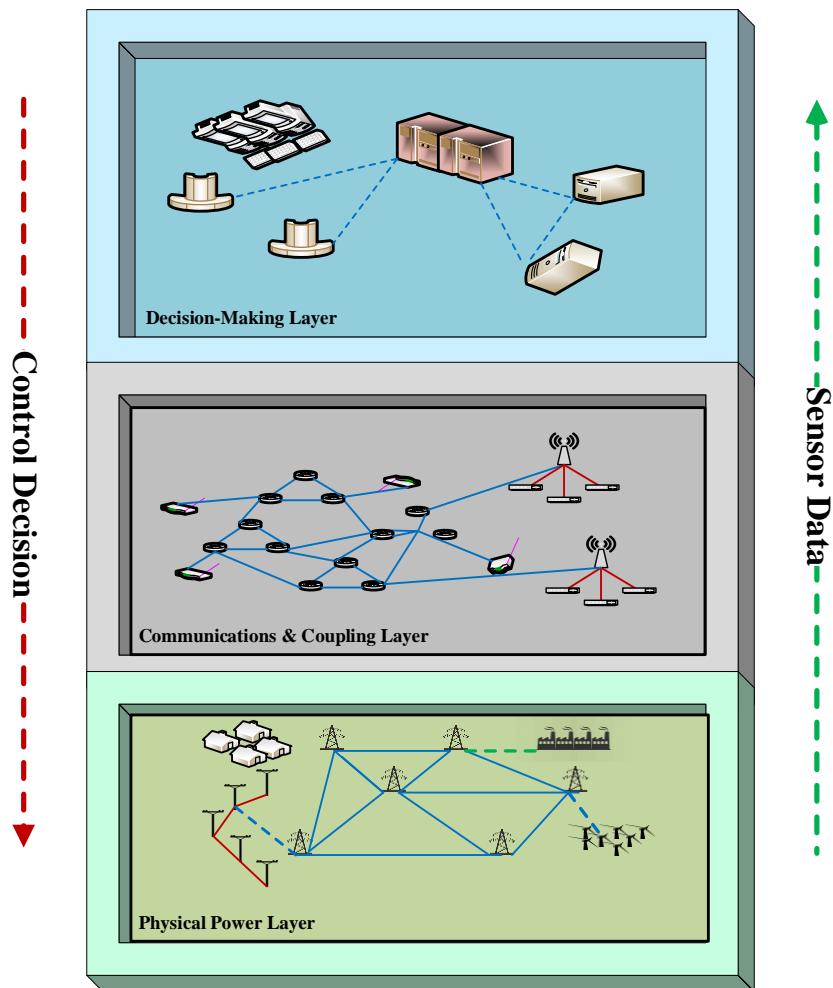 Decision-Making Layer
Control Decision
Sensor Data
Communications & Coupling Layer
Physical Power Layer